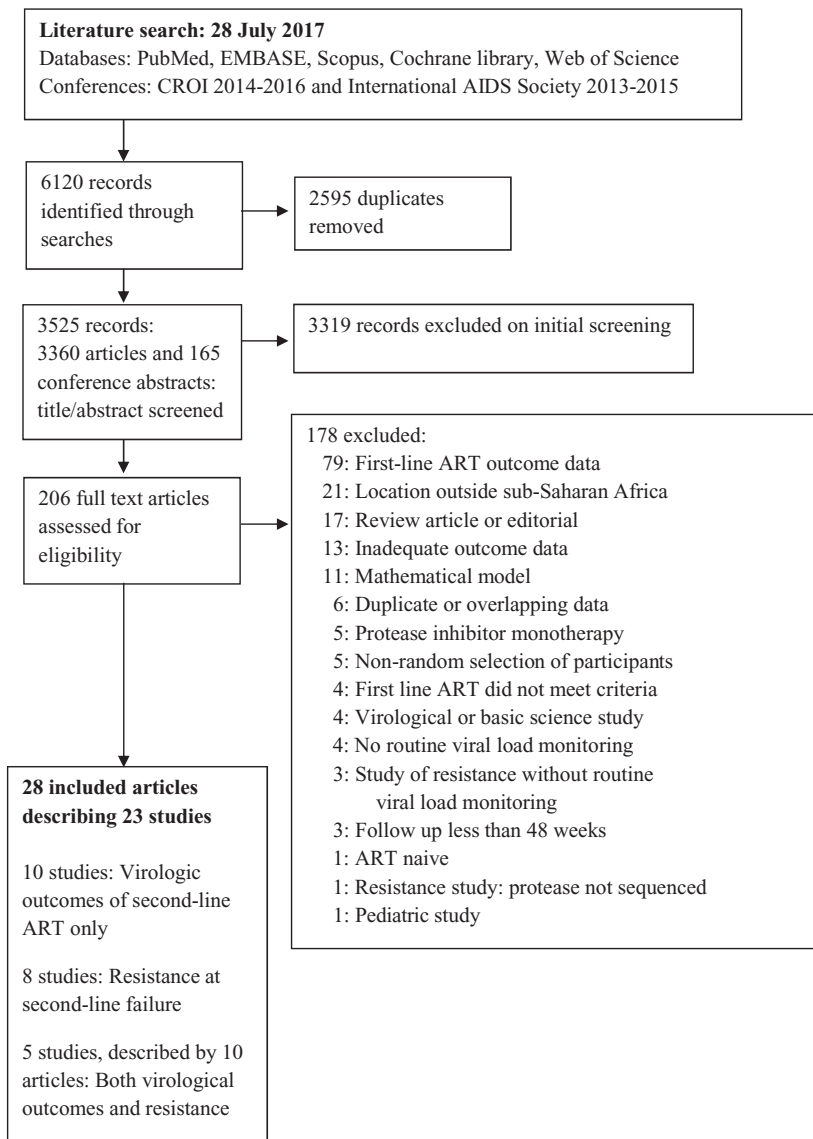 Literature search: 28 July 2017
Databases: PubMed, EMBASE, Scopus, Cochrane library, Web of Science
Conferences: CROI 2014-2016 and International AIDS Society 2013-2015
6120 records
identified through
searches
2595 duplicates
removed
3525 records:
3360 articles and 165
conference abstracts:
title/abstract screened
3319 records excluded on initial screening
206 full text articles
assessed for
eligibility
178 excluded:
79: First-line ART outcome data
21: Location outside sub-Saharan Africa
17: Review article or editorial
13: Inadequate outcome data
11: Mathematical model
6: Duplicate or overlapping data
5: Protease inhibitor monotherapy
5: Non-random selection of participants
4: First line ART did not meet criteria
4: Virological or basic science study
4: No routine viral load monitoring
3: Study of resistance without routine
viral load monitoring
3: Follow up less than 48 weeks
1: ART naive
1: Resistance study: protease not sequenced
1: Pediatric study
28 included articles
describing 23 studies
10 studies: Virologic
outcomes of second-line
ART only
8 studies: Resistance at
second-line failure
5 studies, described by 10
articles: Both virological
outcomes and resistance